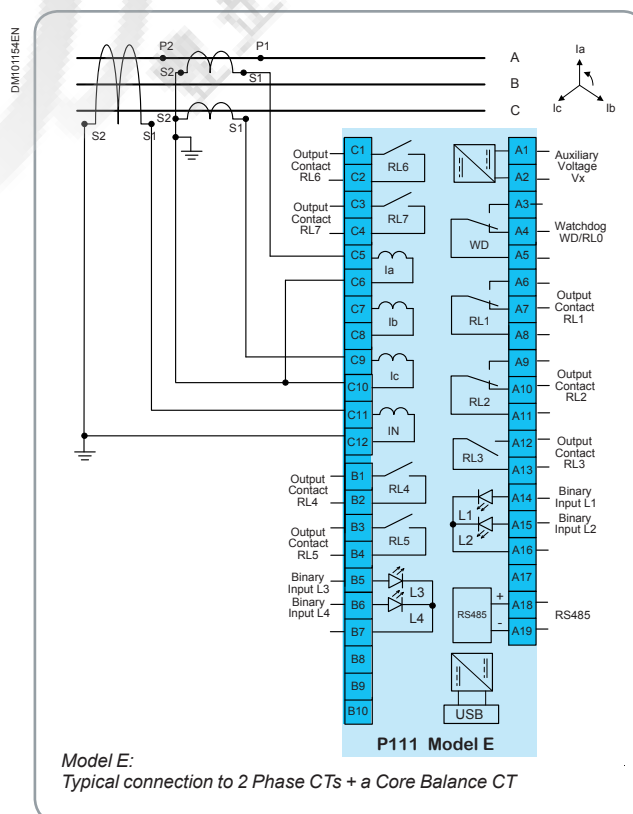 DM101154EN
P2
P1
A
B
C
S2
S1
S2
S1
S2
S1
Ia
Ic
Ib
Output
Contact
RL6
C1
C2
RL6
Output
Contact
RL7
C3
C4
RL7
C5
C6
Ia
C7
C8
Ib
C9
C10
Ic
C11
C12
IN
Output
Contact
RL4
B1
B2
RL4
Output
Contact
RL5
B3
B4
RL5
Binary
Input L3
Binary
Input L4
B5
B6
B7
L3
L4
B8
B9
B10
A1
A2
Auxiliary
Voltage
Vx
A3
A4
A5
WD
Watchdog
WD/RL0
A6
A7
A8
RL1
Output
Contact
RL1
A9
A10
A11
RL2
Output
Contact
RL2
A12
A13
RL3
Output
Contact
RL3
A14
A15
A16
L1
L2
Binary
Input L1
Binary
Input L2
A17
A18
A19
RS485
+
-
RS485
USB
P111 Model E
Model E:
Typical connection to 2 Phase CTs + a Core Balance CT